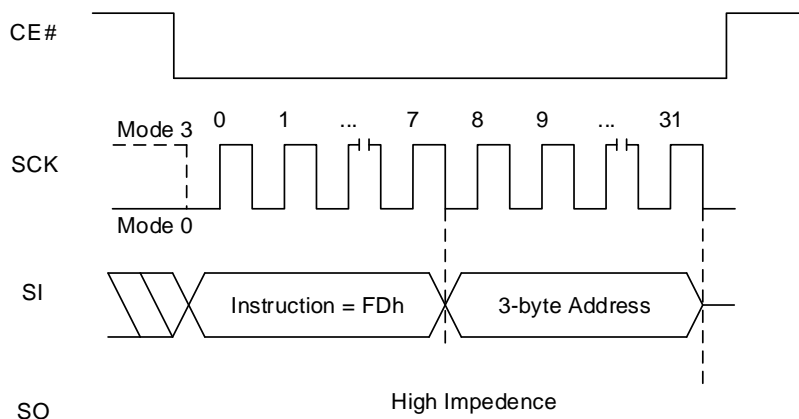 CE#
0 1 ... 7 8 9 ... 31
Mode 3
SCK
Mode 0
SI
Instruction = FDh
3-byte Address
High Impedence
SO